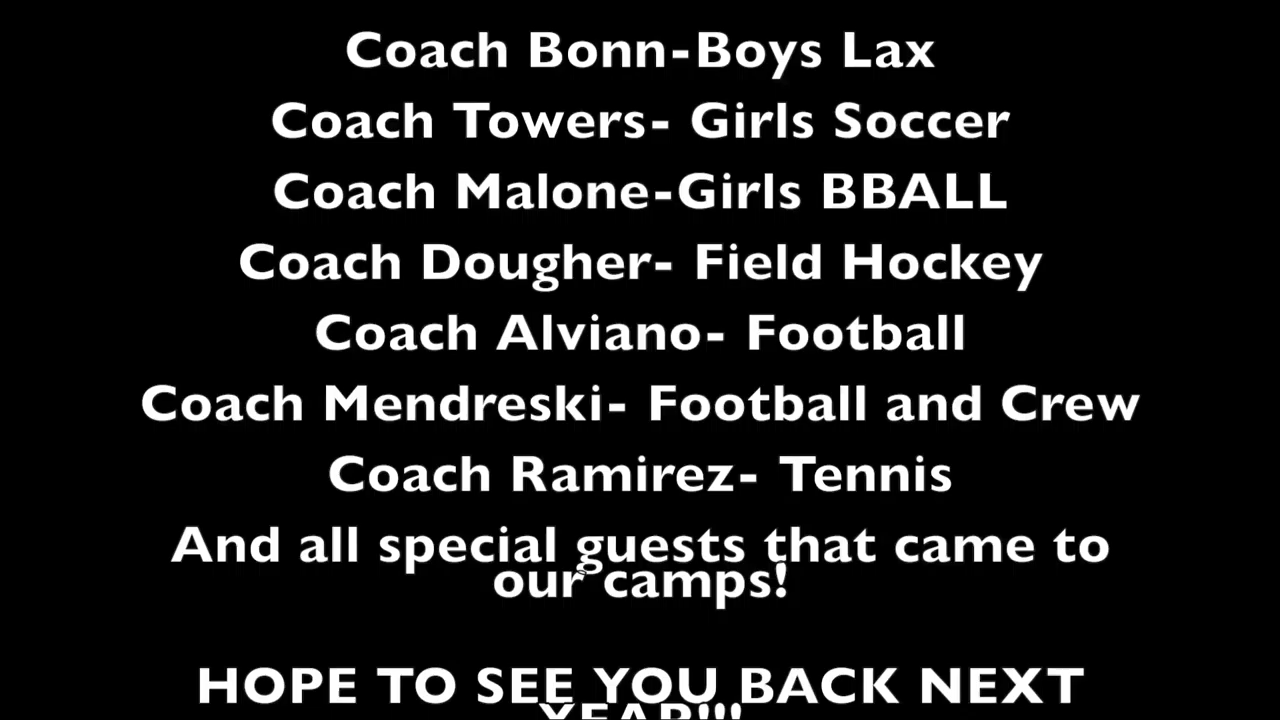 Coach Bonn-Boys Lax
Coach Towers- Girls Soccer
Coach Malone-Girls BBALL
Coach Dougher- Field Hockey
Coach Alviano- Football
Coach Mendreski- Football and Crew
Coach Ramirez- Tennis
And all special guests that came to
our camps!
HOPE TO SEE YOU BACK NEXT
YEAR!!!